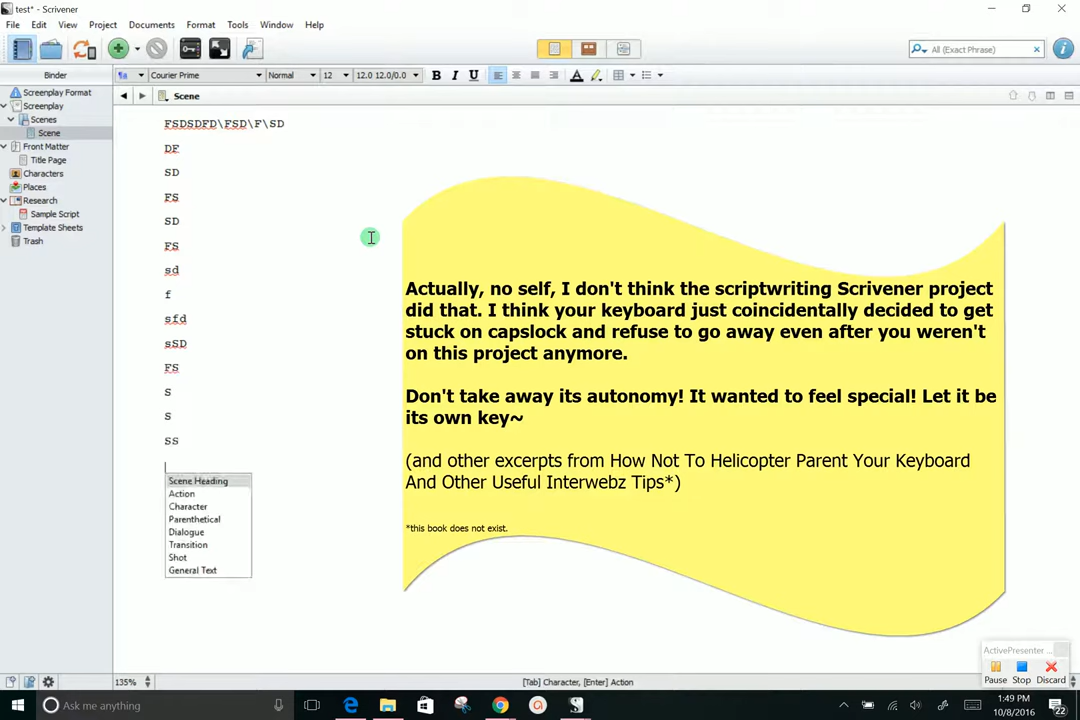 test* - Scrivener
File Edit View Project Documents Format Tools Window Help
All (Exact Phrase)
Binder
Courier Prime Normal 12 12.0 12.0/0.0 B I U A
Screenplay Format
Screenplay
Scenes
Scene
Front Matter
Title Page
Characters
Places
Research
Sample Script
Template Sheets
Trash
Scene
FSDSDFD\FSD\F\SD
DF
SD
FS
SD
FS
sd
f
sfd
sSD
FS
S
S
SS
Scene Heading
Action
Character
Parenthetical
Dialogue
Transition
Shot
General Text
Actually, no self, I don't think the scriptwriting Scrivener project
did that. I think your keyboard just coincidentally decided to get
stuck on capslock and refuse to go away even after you weren't
on this project anymore.
Don't take away its autonomy! It wanted to feel special! Let it be
its own key~
(and other excerpts from How Not To Helicopter Parent Your Keyboard
And Other Useful Interwebz Tips*)
*this book does not exist.
ActivePresenter ...
Pause Stop Discard
135%
[Tab] Character, [Enter] Action
Ask me anything
1:49 PM
10/8/2016
22